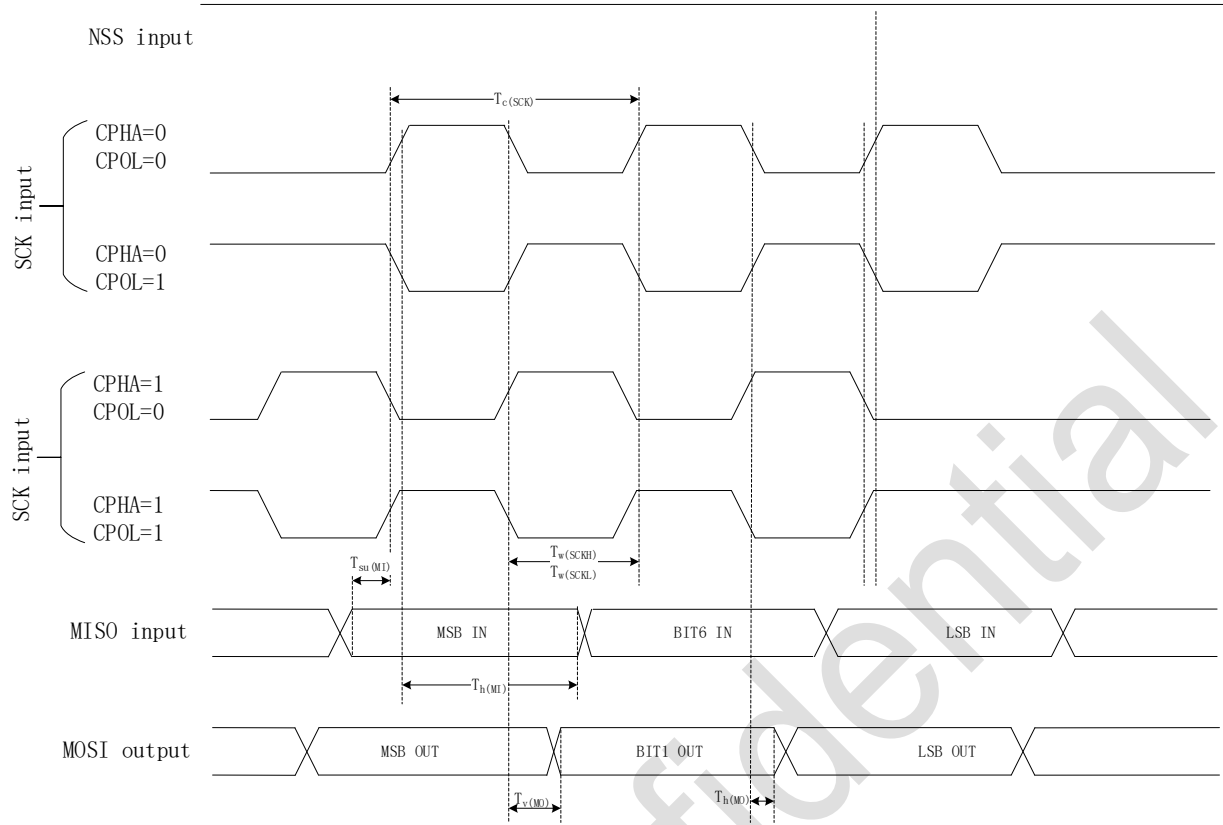 NSS input
Tc(SCK)
CPHA=0
CPOL=0
SCK input
CPHA=0
CPOL=1
CPHA=1
CPOL=0
SCK input
CPHA=1
CPOL=1
Tsu(MI)
Tw(SCKH)
Tw(SCKL)
MISO input
MSB IN
BIT6 IN
LSB IN
Th(MI)
MOSI output
MSB OUT
BIT1 OUT
LSB OUT
Tv(MO)
Th(MO)
fidential